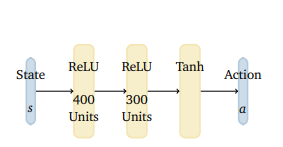 State
s
ReLU
400
Units
ReLU
300
Units
Tanh
Action
a